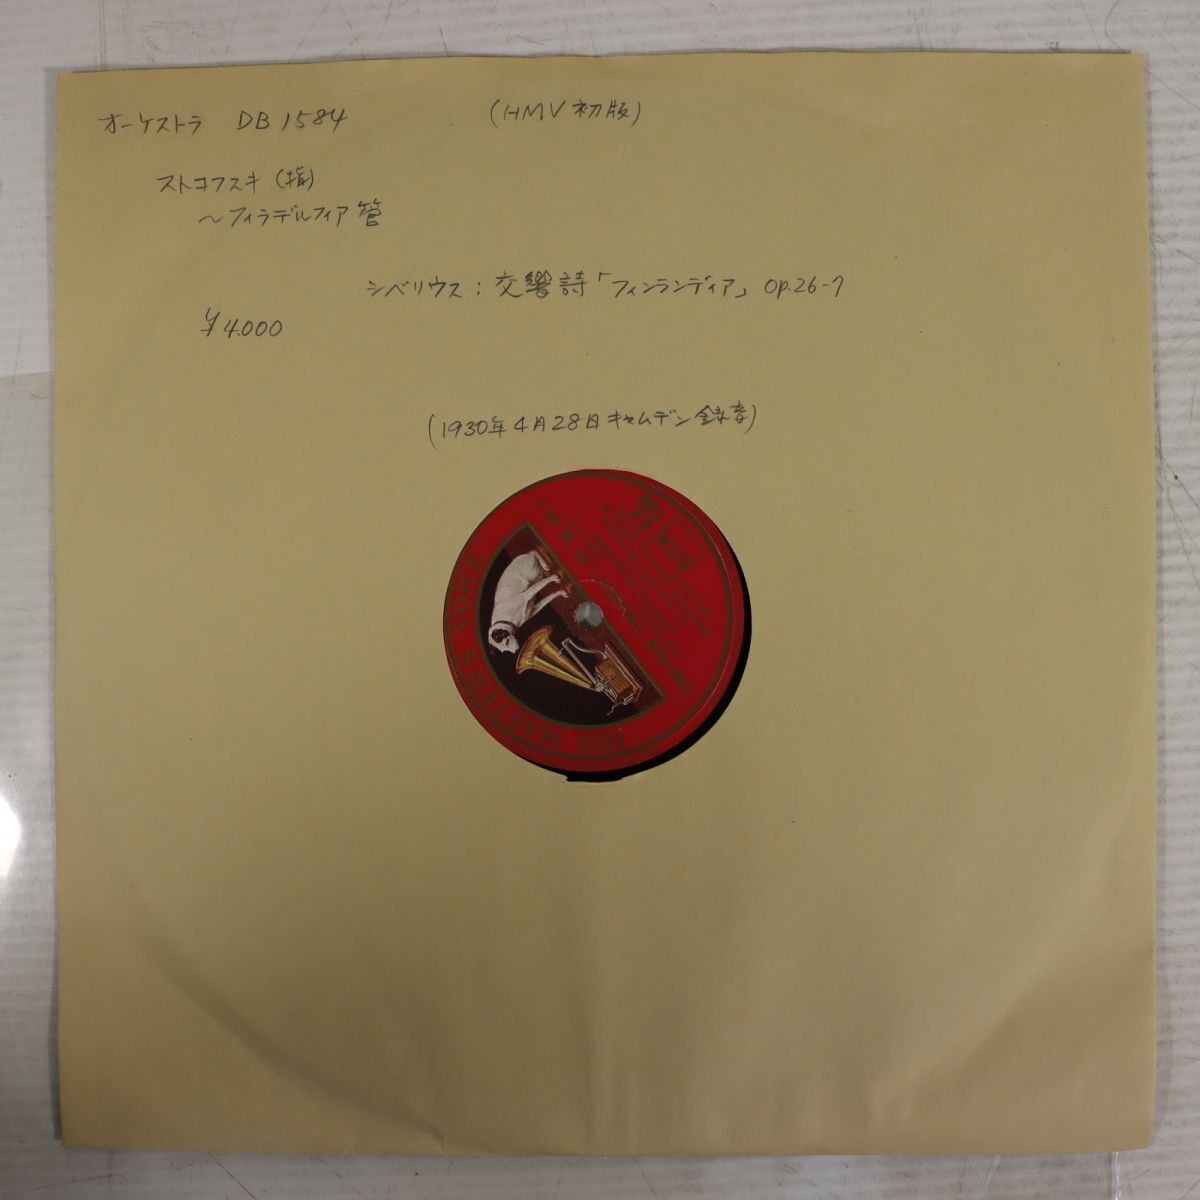 オーケストラ DB1584 (HMV初版)
ストコフスキ(指)
〜フィラデルフィア管
シベリウス:交響詩「フィンランディア」 Op.26-7
¥4.000
(1930年4月28日キャムデン録音)
"HIS MASTER'S VOICE"